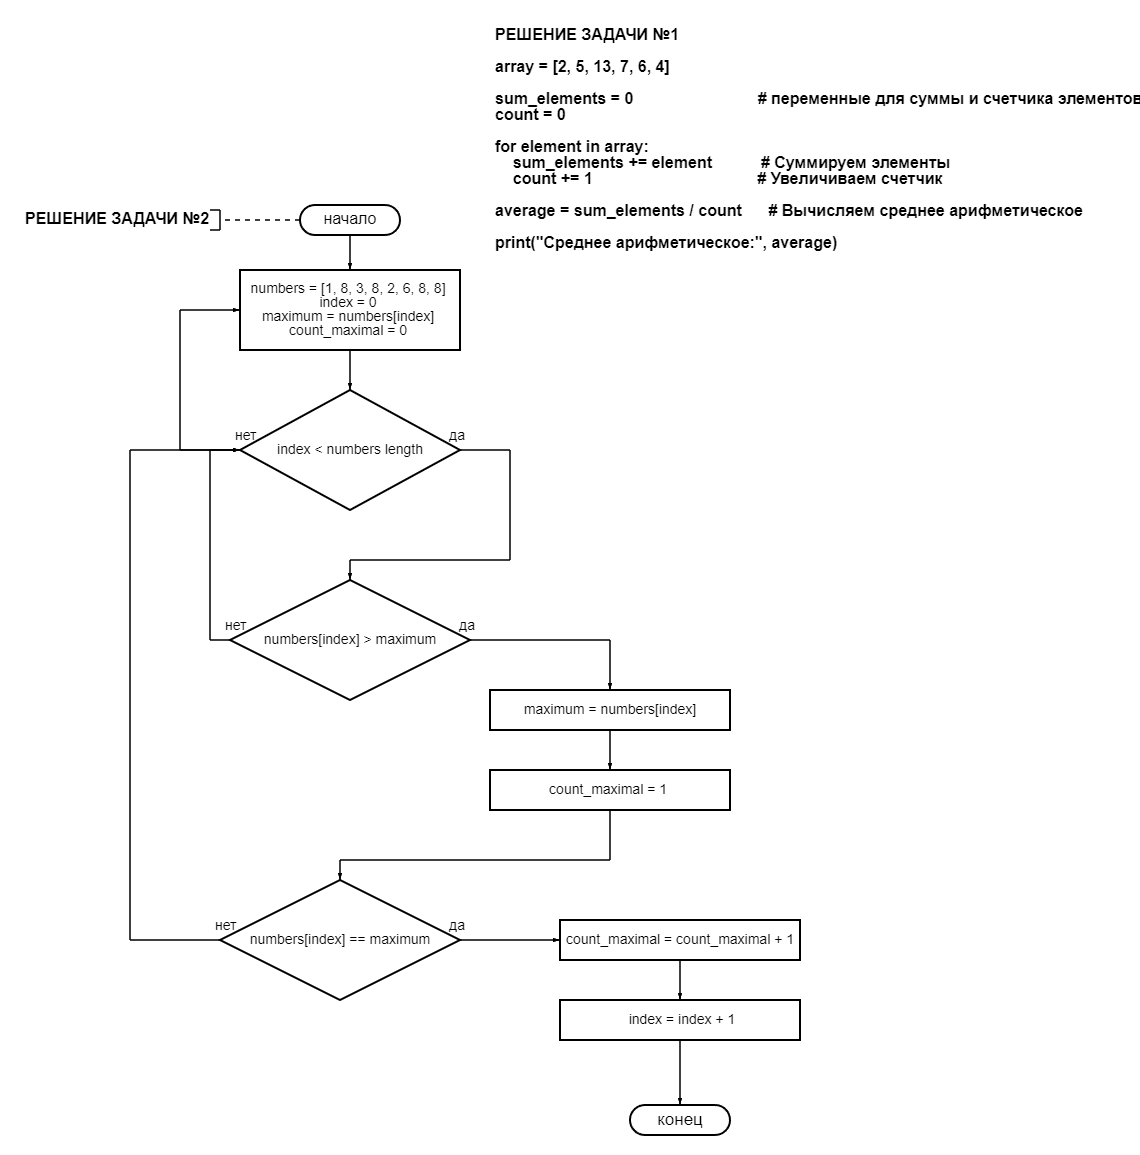 РЕШЕНИЕ ЗАДАЧИ №1
array = [2, 5, 13, 7, 6, 4]
sum_elements = 0 # переменные для суммы и счетчика элементов
count = 0
for element in array:
sum_elements += element # Суммируем элементы
count += 1 # Увеличиваем счетчик
average = sum_elements / count # Вычисляем среднее арифметическое
print("Среднее арифметическое:", average)
РЕШЕНИЕ ЗАДАЧИ №2
начало
numbers = [1, 8, 3, 8, 2, 6, 8, 8]
index = 0
maximum = numbers[index]
count_maximal = 0
нет
да
index < numbers length
нет
да
numbers[index] > maximum
maximum = numbers[index]
count_maximal = 1
нет
да
numbers[index] == maximum
count_maximal = count_maximal + 1
index = index + 1
конец